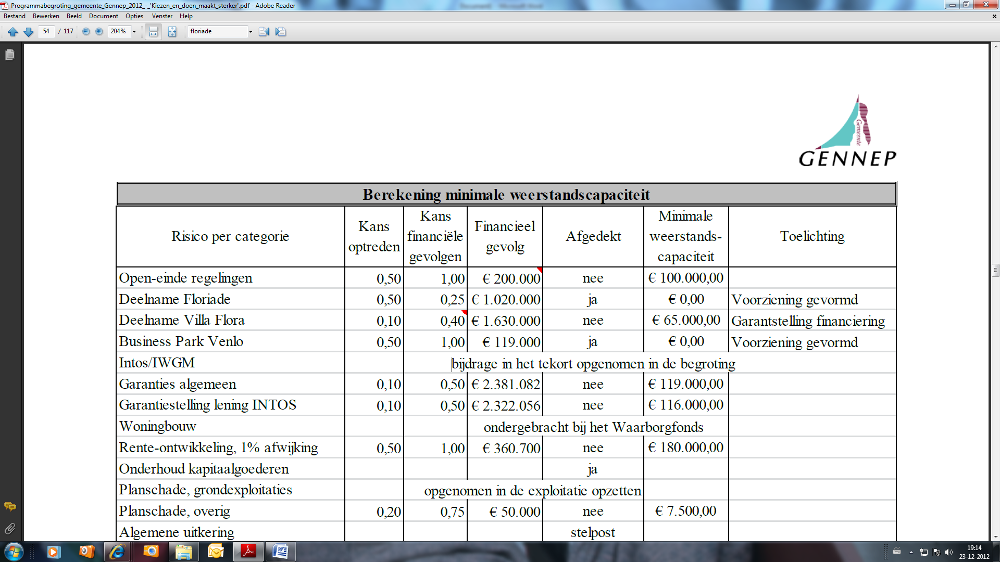 Programmabegroting_gemeente_Gennep_2012_-_'Kiezen_en_doen_maakt_sterker'.pdf - Adobe Reader
Bestand Bewerken Beeld Document Opties Venster Help
54 / 117 204% floriade
Gemeente
GENNEP
Berekening minimale weerstandscapaciteit
Risico per categorie
Kans
optreden
Kans
financiële
gevolgen
Financieel
gevolg
Afgedekt
Minimale
weerstands-
capaciteit
Toelichting
Open-einde regelingen 0,50 1,00 € 200.000 nee € 100.000,00
Deelname Floriade 0,50 0,25 € 1.020.000 ja € 0,00 Voorziening gevormd
Deelname Villa Flora 0,10 0,40 € 1.630.000 nee € 65.000,00 Garantstelling financiering
Business Park Venlo 0,50 1,00 € 119.000 ja € 0,00 Voorziening gevormd
Intos/IWGM bijdrage in het tekort opgenomen in de begroting
Garanties algemeen 0,10 0,50 € 2.381.082 nee € 119.000,00
Garantiestelling lening INTOS 0,10 0,50 € 2.322.056 nee € 116.000,00
Woningbouw ondergebracht bij het Waarborgfonds
Rente-ontwikkeling, 1% afwijking 0,50 1,00 € 360.700 nee € 180.000,00
Onderhoud kapitaalgoederen ja
Planschade, grondexploitaties opgenomen in de exploitatie opzetten
Planschade, overig 0,20 0,75 € 50.000 nee € 7.500,00
Algemene uitkering stelpost
19:14
23-12-2012